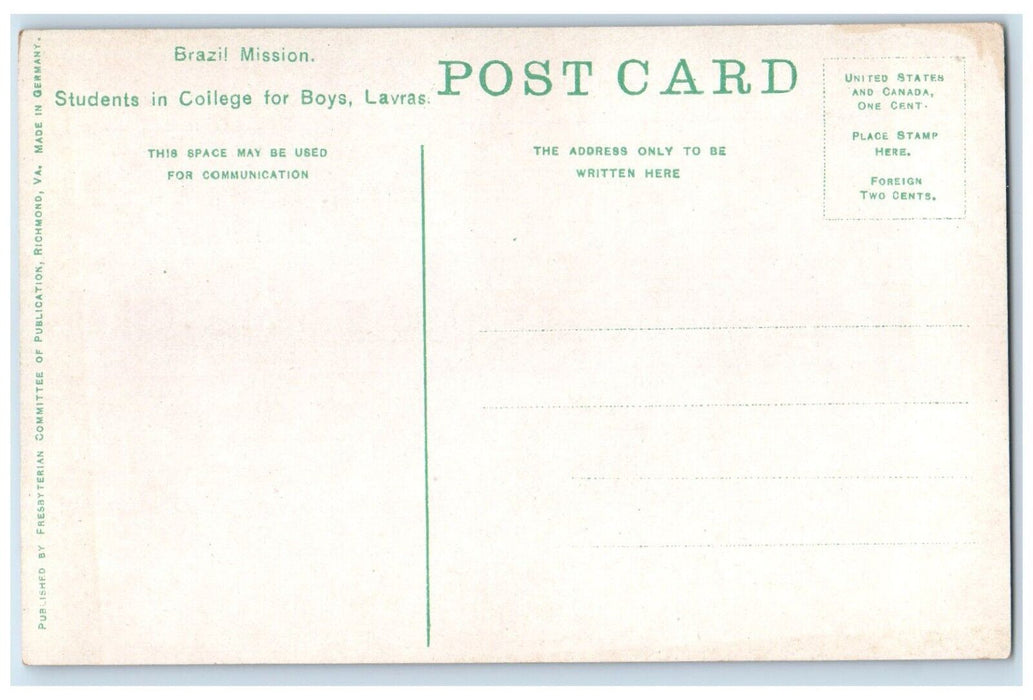 Brazil Mission.
Students in College for Boys, Lavras.
POST CARD
THIS SPACE MAY BE USED
FOR COMMUNICATION
THE ADDRESS ONLY TO BE
WRITTEN HERE
UNITED STATES
AND CANADA,
ONE CENT.
PLACE STAMP
HERE.
FOREIGN
TWO CENTS.
PUBLISHED BY PRESBYTERIAN COMMITTEE OF PUBLICATION, RICHMOND, VA. MADE IN GERMANY.